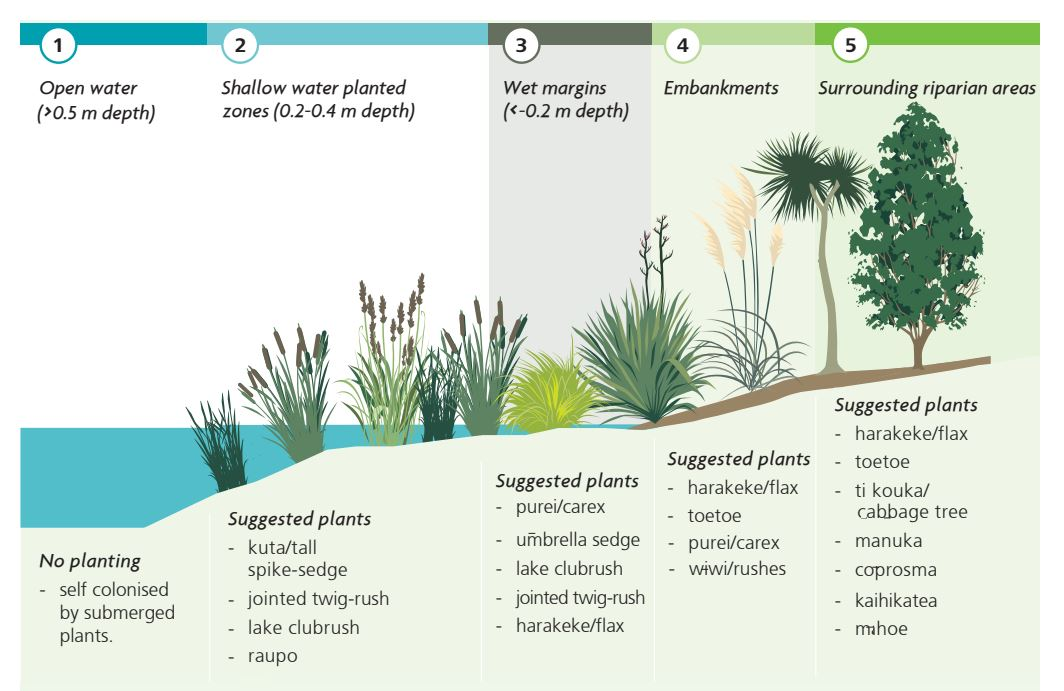 1
Open water
(>0.5 m depth)
2
Shallow water planted
zones (0.2-0.4 m depth)
3
Wet margins
(<-0.2 m depth)
4
Embankments
5
Surrounding riparian areas
No planting
- self colonised
by submerged
plants.
Suggested plants
- kuta/tall
spike-sedge
- jointed twig-rush
- lake clubrush
- raupo
Suggested plants
- purei/carex
- umbrella sedge
- lake clubrush
- jointed twig-rush
- harakeke/flax
Suggested plants
- harakeke/flax
- toetoe
- purei/carex
- wiwi/rushes
Suggested plants
- harakeke/flax
- toetoe
- ti kouka/
cabbage tree
- manuka
- coprosma
- kaihikatea
- mahoe